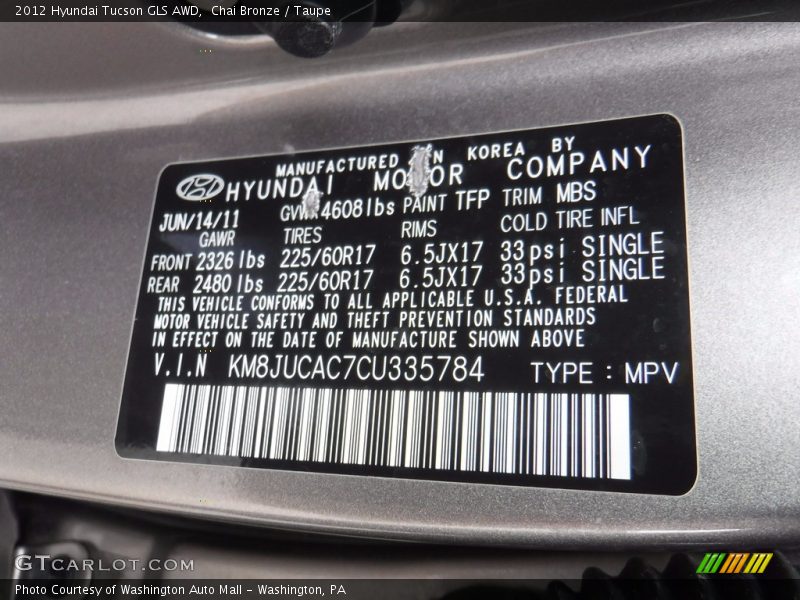 2012 Hyundai Tucson GLS AWD, Chai Bronze / Taupe
MANUFACTURED IN KOREA BY
HYUNDAI MOTOR COMPANY
JUN/14/11 GVWR 4608lbs PAINT TFP TRIM MBS
GAWR TIRES RIMS COLD TIRE INFL
FRONT 2326 lbs 225/60R17 6.5JX17 33psi SINGLE
REAR 2480 lbs 225/60R17 6.5JX17 33psi SINGLE
THIS VEHICLE CONFORMS TO ALL APPLICABLE U.S.A. FEDERAL
MOTOR VEHICLE SAFETY AND THEFT PREVENTION STANDARDS
IN EFFECT ON THE DATE OF MANUFACTURE SHOWN ABOVE
V.I.N KM8JUCAC7CU335784 TYPE : MPV
GTCARLOT.COM
Photo Courtesy of Washington Auto Mall - Washington, PA